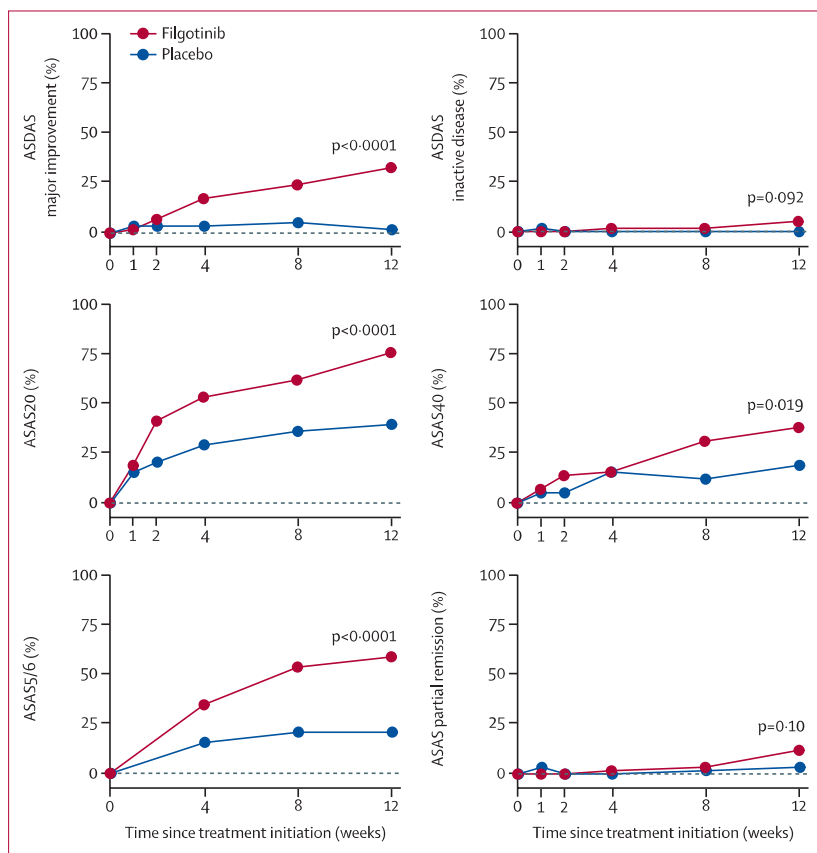 Filgotinib
Placebo
ASDAS
major improvement (%)
100
75
50
25
0
p<0·0001
0 1 2 4 8 12
ASDAS
inactive disease (%)
100
75
50
25
0
p=0·092
0 1 2 4 8 12
ASAS20 (%)
100
75
50
25
0
p<0·0001
0 1 2 4 8 12
ASAS40 (%)
100
75
50
25
0
p=0·019
0 1 2 4 8 12
ASAS5/6 (%)
100
75
50
25
0
p<0·0001
0 4 8 12
Time since treatment initiation (weeks)
ASAS partial remission (%)
100
75
50
25
0
p=0·10
0 1 2 4 8 12
Time since treatment initiation (weeks)